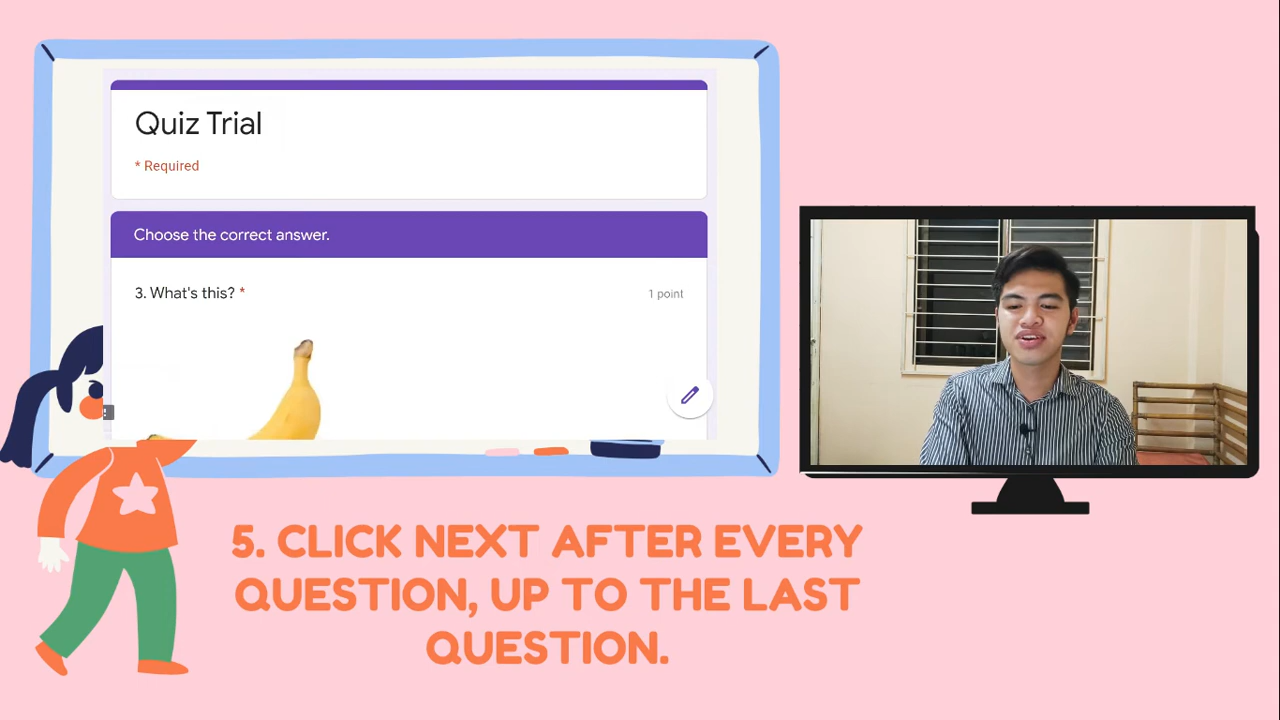 Quiz Trial
* Required
Choose the correct answer.
3. What's this? *
1 point
5. CLICK NEXT AFTER EVERY
QUESTION, UP TO THE LAST
QUESTION.